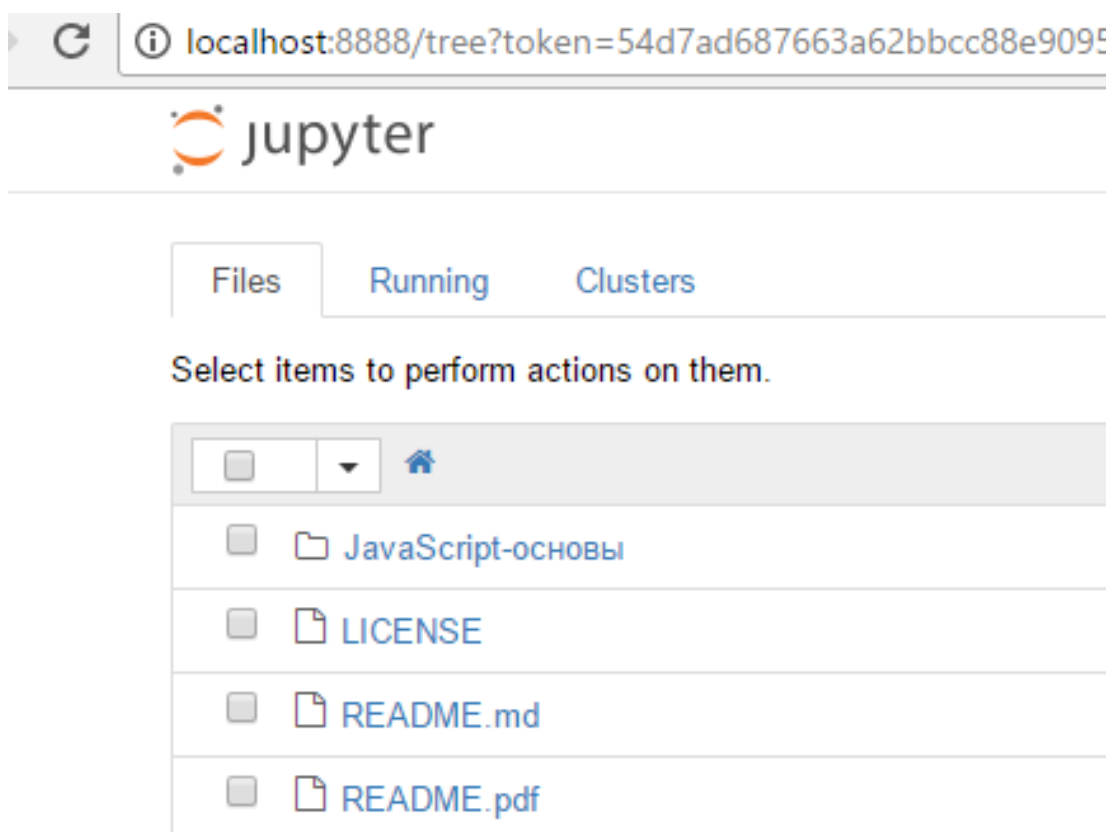 localhost:8888/tree?token=54d7ad687663a62bbcc88e9095
jupyter
Files Running Clusters
Select items to perform actions on them.
JavaScript-основы
LICENSE
README.md
README.pdf